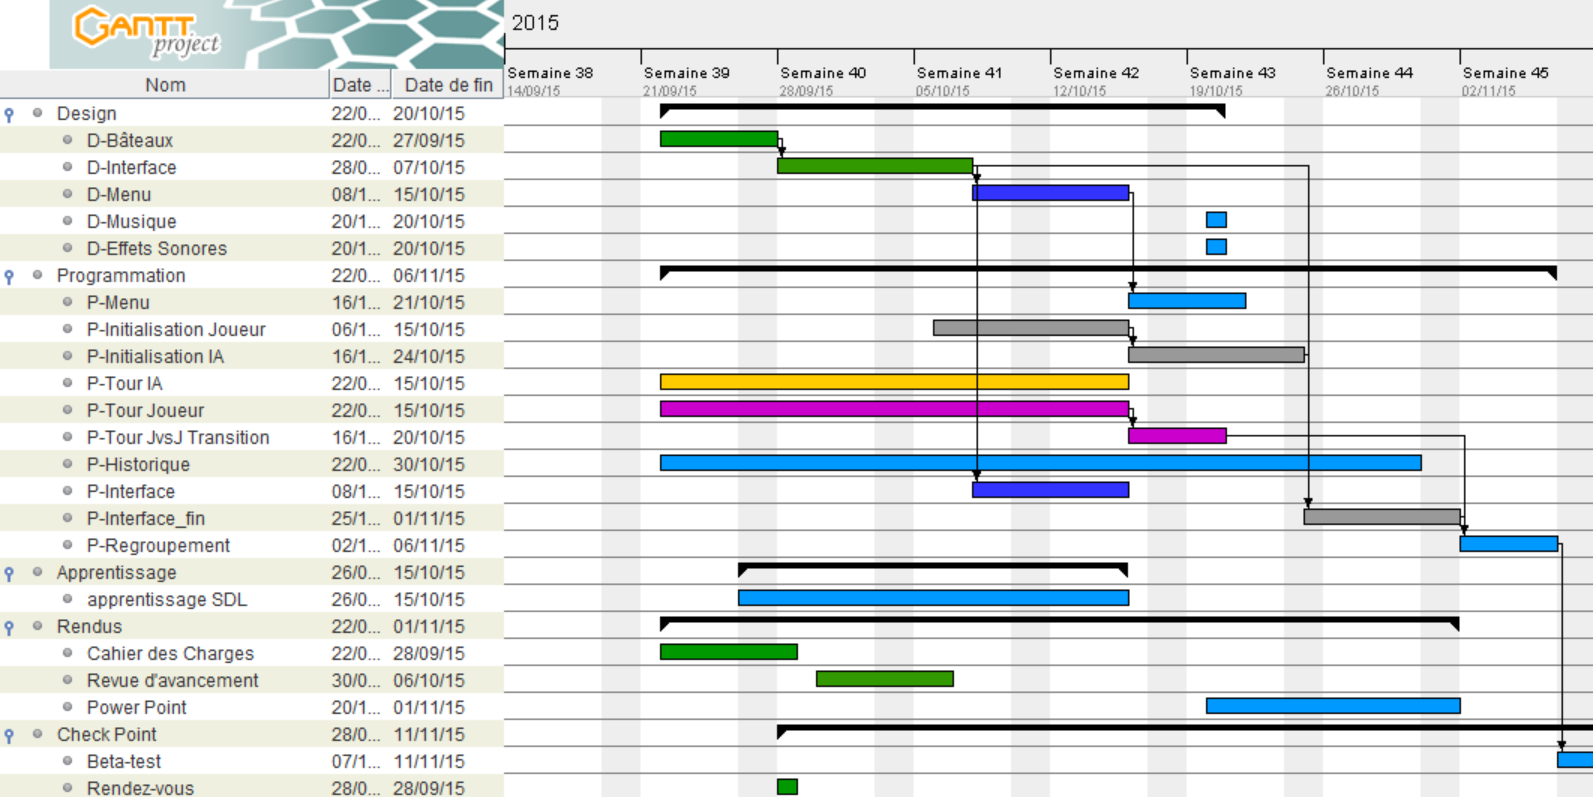 GANTT
project
2015
Semaine 38 Semaine 39 Semaine 40 Semaine 41 Semaine 42 Semaine 43 Semaine 44 Semaine 45
14/09/15 21/09/15 28/09/15 05/10/15 12/10/15 19/10/15 26/10/15 02/11/15
Nom Date ... Date de fin
Design 22/0... 20/10/15
D-Bâteaux 22/0... 27/09/15
D-Interface 28/0... 07/10/15
D-Menu 08/1... 15/10/15
D-Musique 20/1... 20/10/15
D-Effets Sonores 20/1... 20/10/15
Programmation 22/0... 06/11/15
P-Menu 16/1... 21/10/15
P-Initialisation Joueur 06/1... 15/10/15
P-Initialisation IA 16/1... 24/10/15
P-Tour IA 22/0... 15/10/15
P-Tour Joueur 22/0... 15/10/15
P-Tour JvsJ Transition 16/1... 20/10/15
P-Historique 22/0... 30/10/15
P-Interface 08/1... 15/10/15
P-Interface_fin 25/1... 01/11/15
P-Regroupement 02/1... 06/11/15
Apprentissage 26/0... 15/10/15
apprentissage SDL 26/0... 15/10/15
Rendus 22/0... 01/11/15
Cahier des Charges 22/0... 28/09/15
Revue d'avancement 30/0... 06/10/15
Power Point 20/1... 01/11/15
Check Point 28/0... 11/11/15
Beta-test 07/1... 11/11/15
Rendez-vous 28/0... 28/09/15